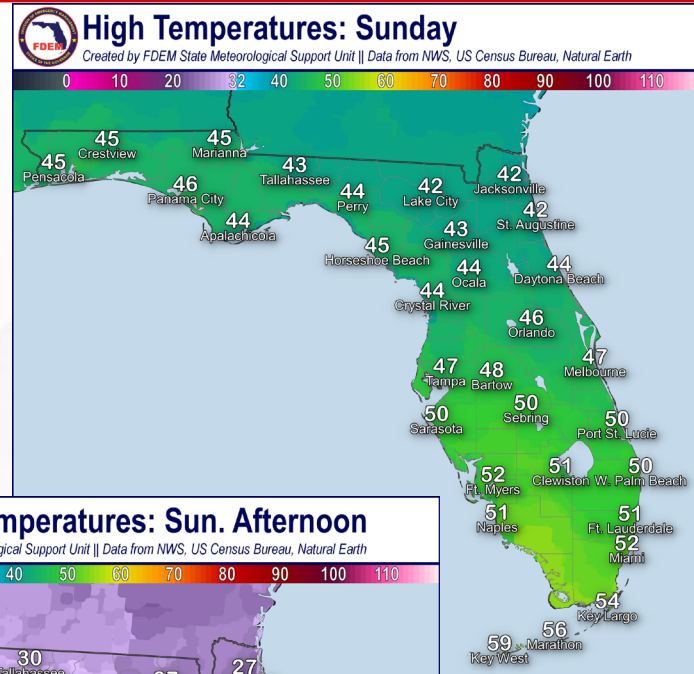 FDEM
High Temperatures: Sunday
Created by FDEM State Meteorological Support Unit || Data from NWS, US Census Bureau, Natural Earth
0 10 20 32 40 50 60 70 80 90 100 110
45
Crestview
45
Marianna
45
Pensacola
43
Tallahassee
46
Panama City
44
Perry
42
Lake City
42
Jacksonville
44
Apalachicola
42
St. Augustine
43
Gainesville
45
Horseshoe Beach
44
Ocala
44
Daytona Beach
44
Crystal River
46
Orlando
47
Tampa
48
Bartow
47
Melbourne
50
Sarasota
50
Sebring
50
Port St. Lucie
52
Ft. Myers
51
Clewiston
50
W. Palm Beach
51
Naples
51
Ft. Lauderdale
52
Miami
54
Key Largo
56
Marathon
59
Key West
mperatures: Sun. Afternoon
gical Support Unit || Data from NWS, US Census Bureau, Natural Earth
40 50 60 70 80 90 100 110
30
allahassee
27